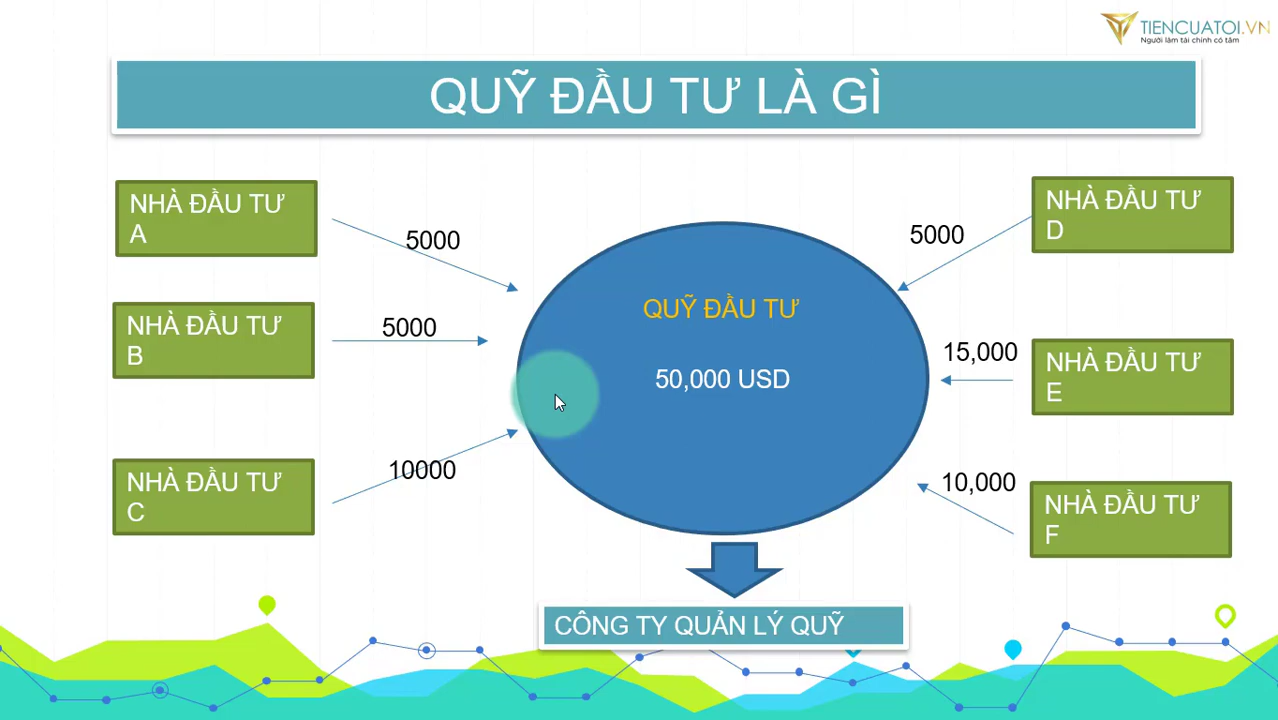 TIENCUATOI.VN
Người làm tài chính có tâm
QUỸ ĐẦU TƯ LÀ GÌ
NHÀ ĐẦU TƯ
A
5000
NHÀ ĐẦU TƯ
B
5000
NHÀ ĐẦU TƯ
C
10000
QUỸ ĐẦU TƯ
50,000 USD
5000
NHÀ ĐẦU TƯ
D
15,000
NHÀ ĐẦU TƯ
E
10,000
NHÀ ĐẦU TƯ
F
CÔNG TY QUẢN LÝ QUỸ